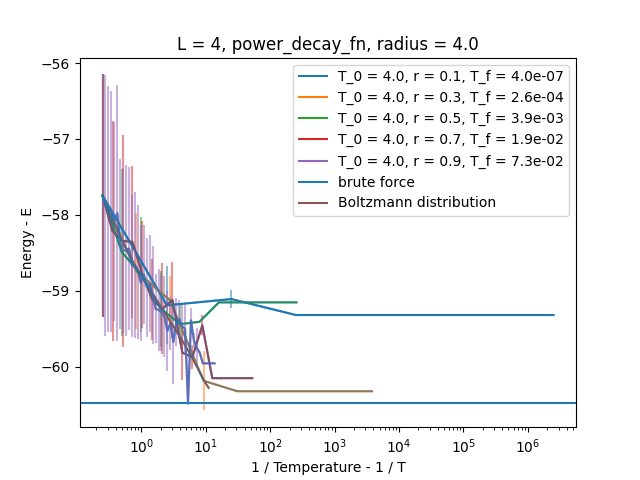 L = 4, power_decay_fn, radius = 4.0
T_0 = 4.0, r = 0.1, T_f = 4.0e-07
T_0 = 4.0, r = 0.3, T_f = 2.6e-04
T_0 = 4.0, r = 0.5, T_f = 3.9e-03
T_0 = 4.0, r = 0.7, T_f = 1.9e-02
T_0 = 4.0, r = 0.9, T_f = 7.3e-02
brute force
Boltzmann distribution
Energy - E
−56
−57
−58
−59
−60
10⁰ 10¹ 10² 10³ 10⁴ 10⁵ 10⁶
1 / Temperature - 1 / T